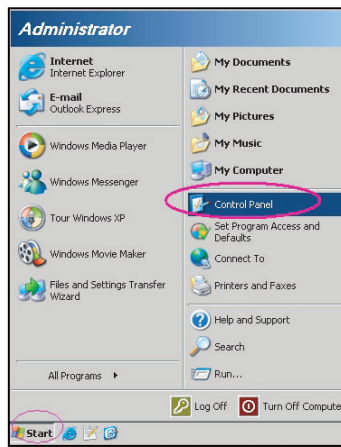 Administrator
Internet
Internet Explorer
E-mail
Outlook Express
Windows Media Player
Windows Messenger
Tour Windows XP
Windows Movie Maker
Files and Settings Transfer
Wizard
All Programs
My Documents
My Recent Documents
My Pictures
My Music
My Computer
Control Panel
Set Program Access and
Defaults
Connect To
Printers and Faxes
Help and Support
Search
Run...
Log Off
Turn Off Compute
Start